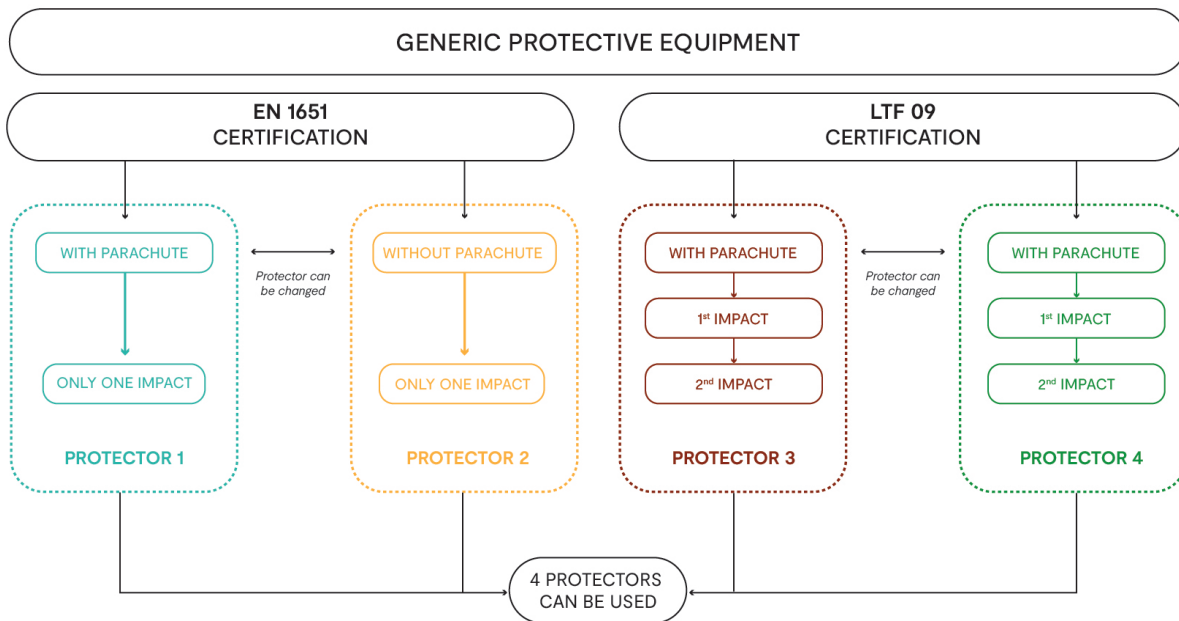 GENERIC PROTECTIVE EQUIPMENT
EN 1651
CERTIFICATION
LTF 09
CERTIFICATION
WITH PARACHUTE
ONLY ONE IMPACT
PROTECTOR 1
Protector can
be changed
WITHOUT PARACHUTE
ONLY ONE IMPACT
PROTECTOR 2
WITH PARACHUTE
1st IMPACT
2nd IMPACT
PROTECTOR 3
Protector can
be changed
WITH PARACHUTE
1st IMPACT
2nd IMPACT
PROTECTOR 4
4 PROTECTORS
CAN BE USED